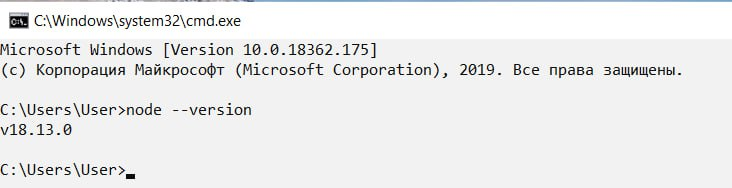 C:\Windows\system32\cmd.exe
Microsoft Windows [Version 10.0.18362.175]
(c) Корпорация Майкрософт (Microsoft Corporation), 2019. Все права защищены.
C:\Users\User>node --version
v18.13.0
C:\Users\User>